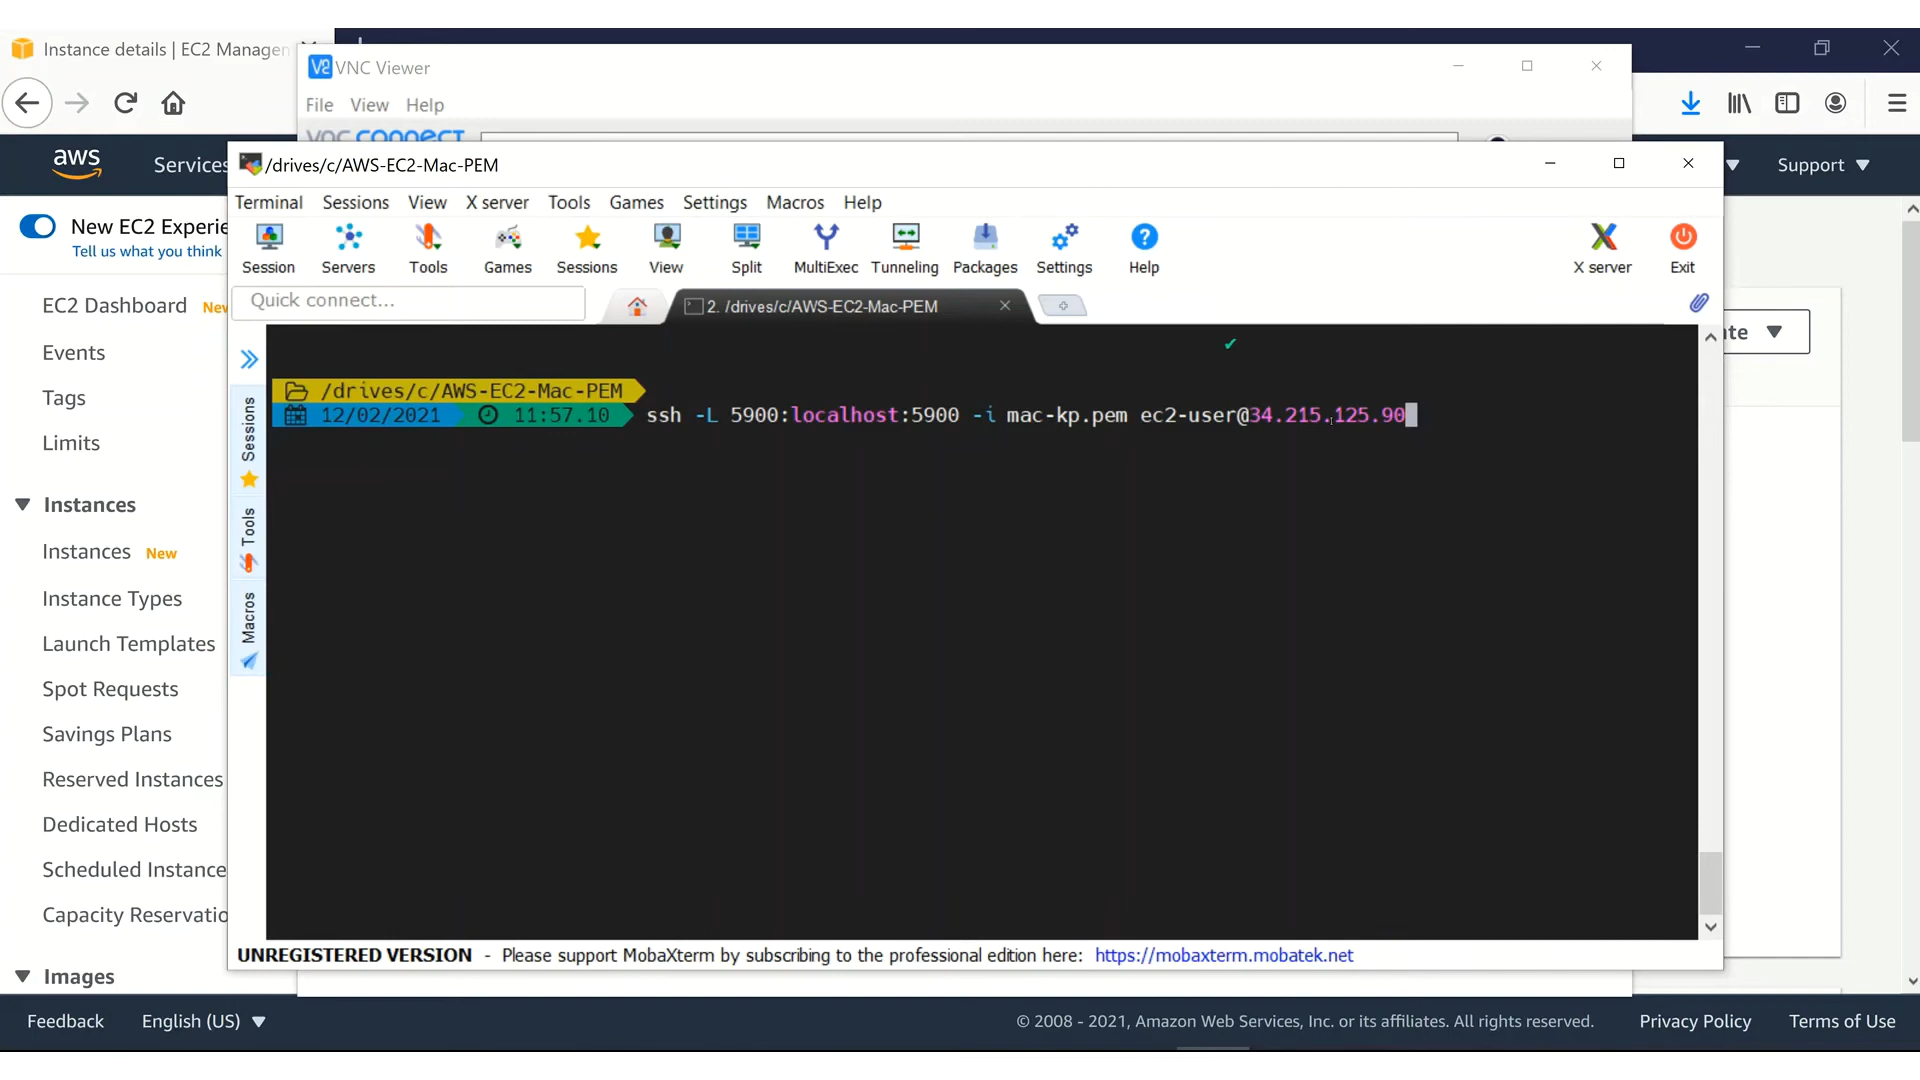 Instance details | EC2 Managen
VNC Viewer
File View Help
vnc connect
aws
Services
Support
/drives/c/AWS-EC2-Mac-PEM
Terminal Sessions View X server Tools Games Settings Macros Help
Session Servers Tools Games Sessions View Split MultiExec Tunneling Packages Settings Help X server Exit
Quick connect...
2. /drives/c/AWS-EC2-Mac-PEM
te
New EC2 Experie
Tell us what you think
EC2 Dashboard New
Events
Tags
Limits
Instances
Instances New
Instance Types
Launch Templates
Spot Requests
Savings Plans
Reserved Instances
Dedicated Hosts
Scheduled Instance
Capacity Reservatio
Images
Sessions
Tools
Macros
/drives/c/AWS-EC2-Mac-PEM
12/02/2021 11:57.10 ssh -L 5900:localhost:5900 -i mac-kp.pem ec2-user@34.215.125.90
UNREGISTERED VERSION - Please support MobaXterm by subscribing to the professional edition here: https://mobaxterm.mobatek.net
Feedback English (US) © 2008 - 2021, Amazon Web Services, Inc. or its affiliates. All rights reserved. Privacy Policy Terms of Use